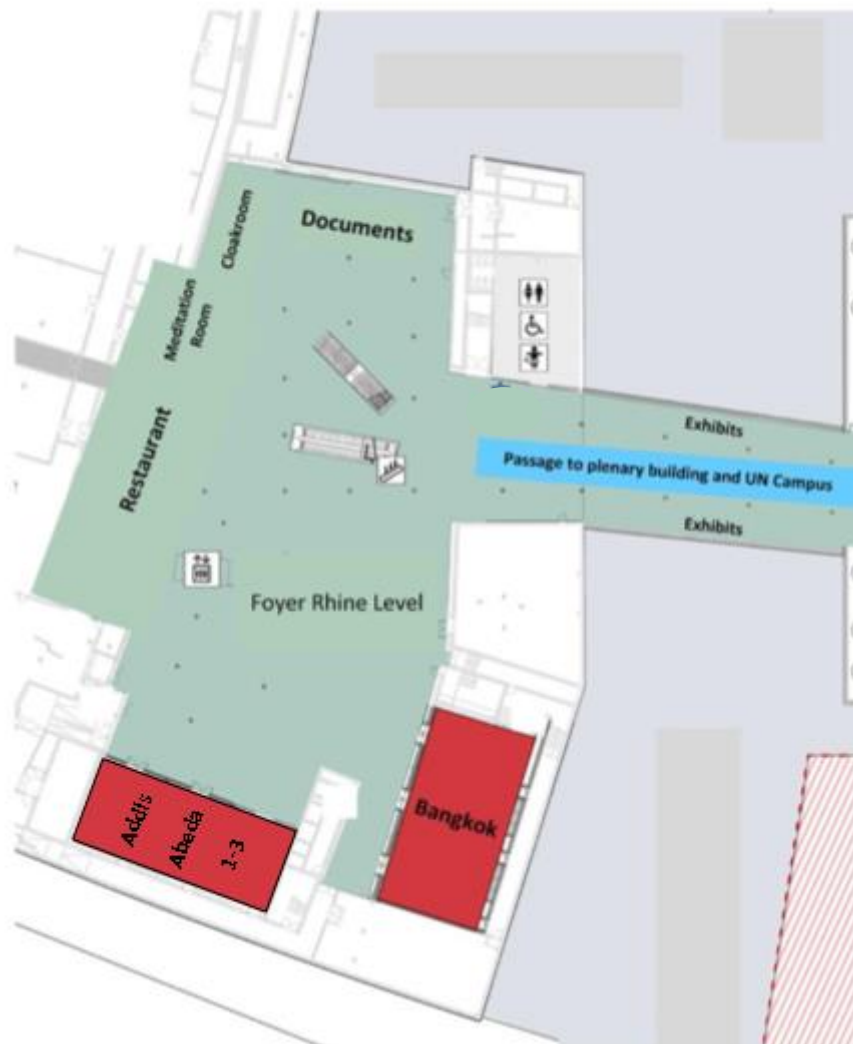 Documents
Cloakroom
Meditation
Room
Restaurant
Exhibits
Passage to plenary building and UN Campus
Exhibits
Foyer Rhine Level
Addis
Abeda
1-3
Bangkok